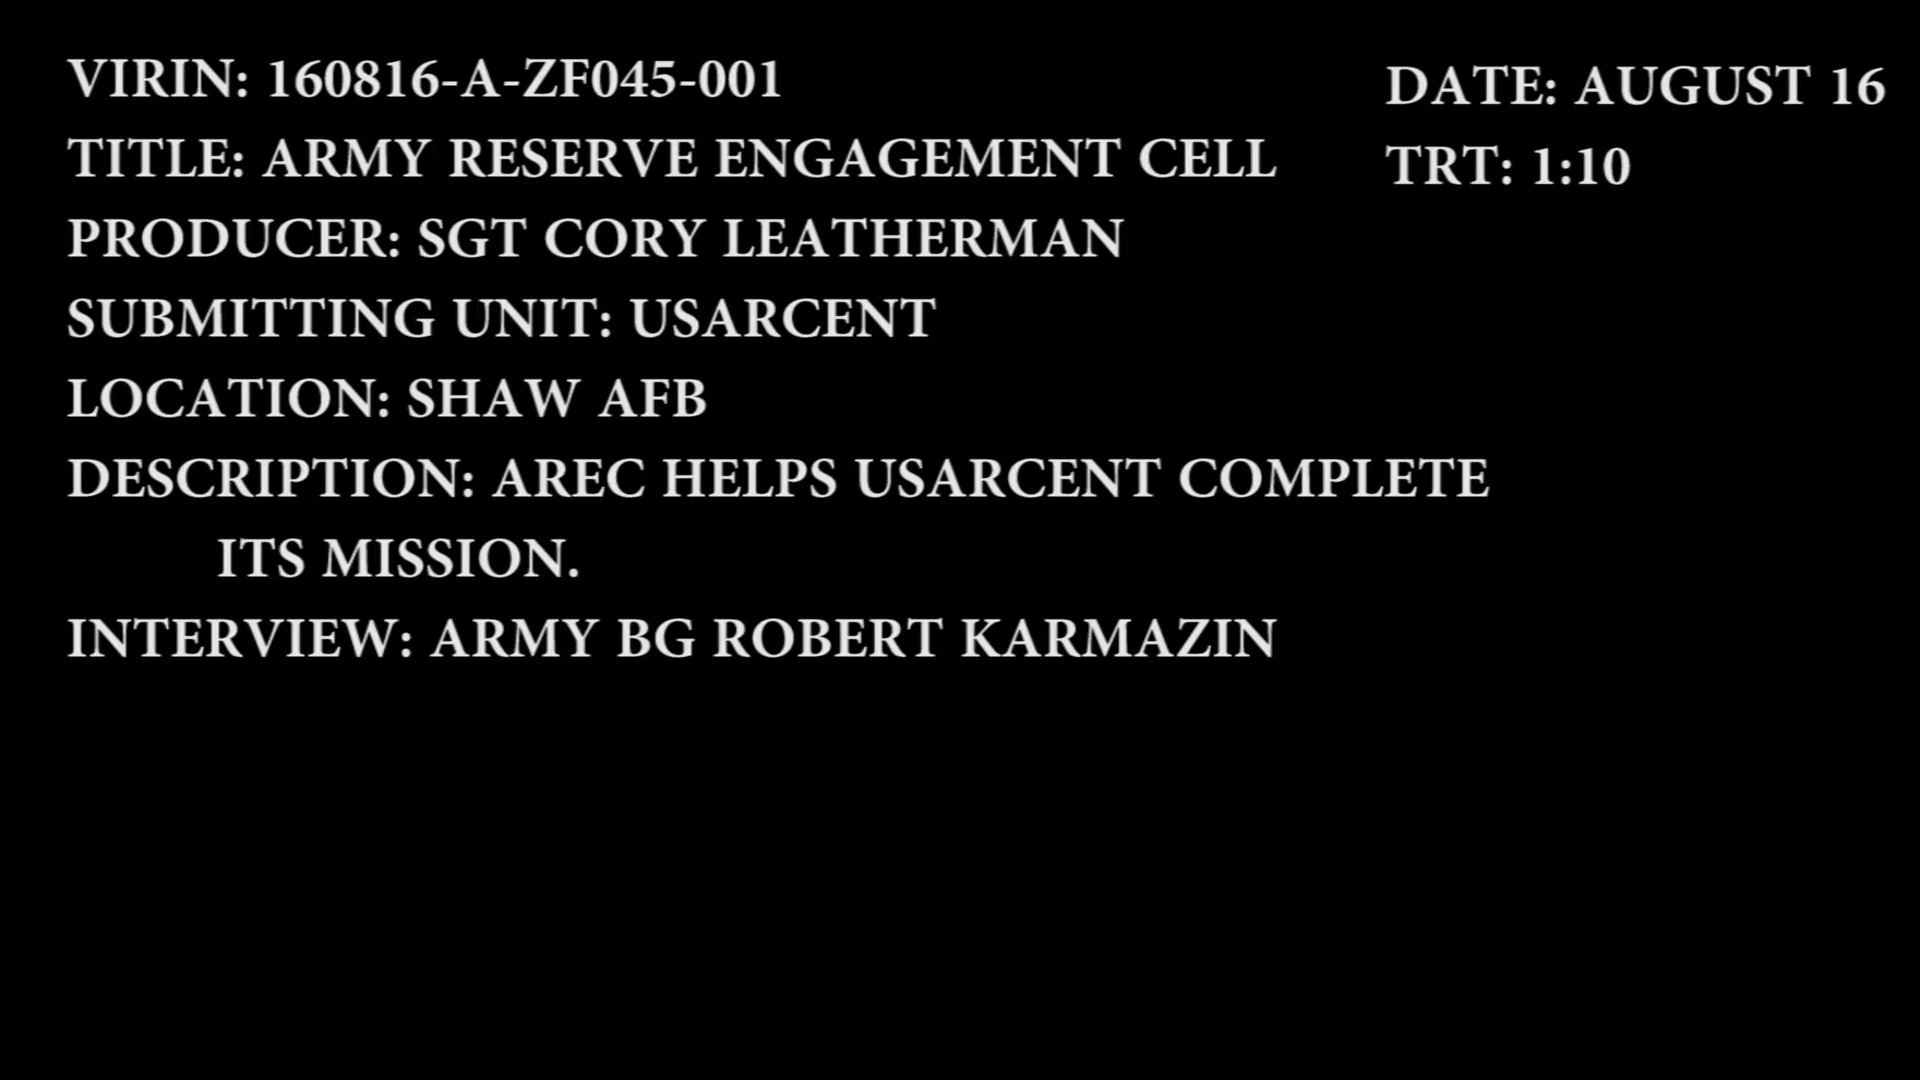 VIRIN: 160816-A-ZF045-001
TITLE: ARMY RESERVE ENGAGEMENT CELL
PRODUCER: SGT CORY LEATHERMAN
SUBMITTING UNIT: USARCENT
LOCATION: SHAW AFB
DESCRIPTION: AREC HELPS USARCENT COMPLETE
ITS MISSION.
INTERVIEW: ARMY BG ROBERT KARMAZIN
DATE: AUGUST 16
TRT: 1:10